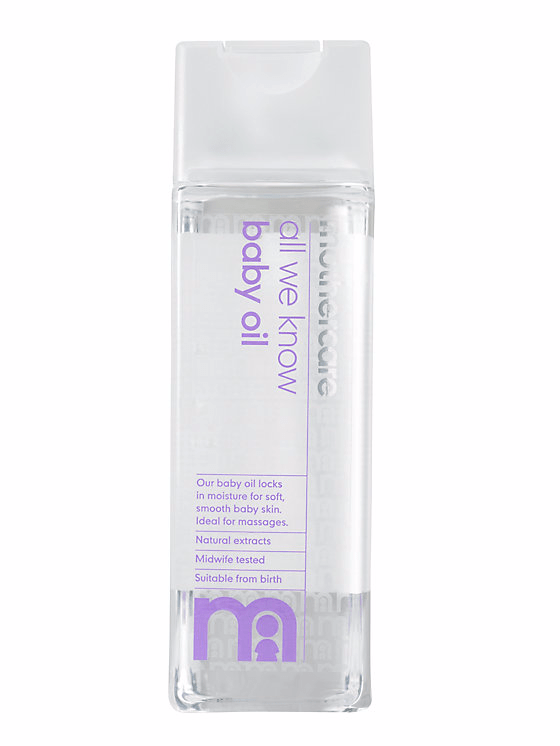 mothercare
all we know
baby oil
Our baby oil locks
in moisture for soft,
smooth baby skin.
Ideal for massages.
Natural extracts
Midwife tested
Suitable from birth
m